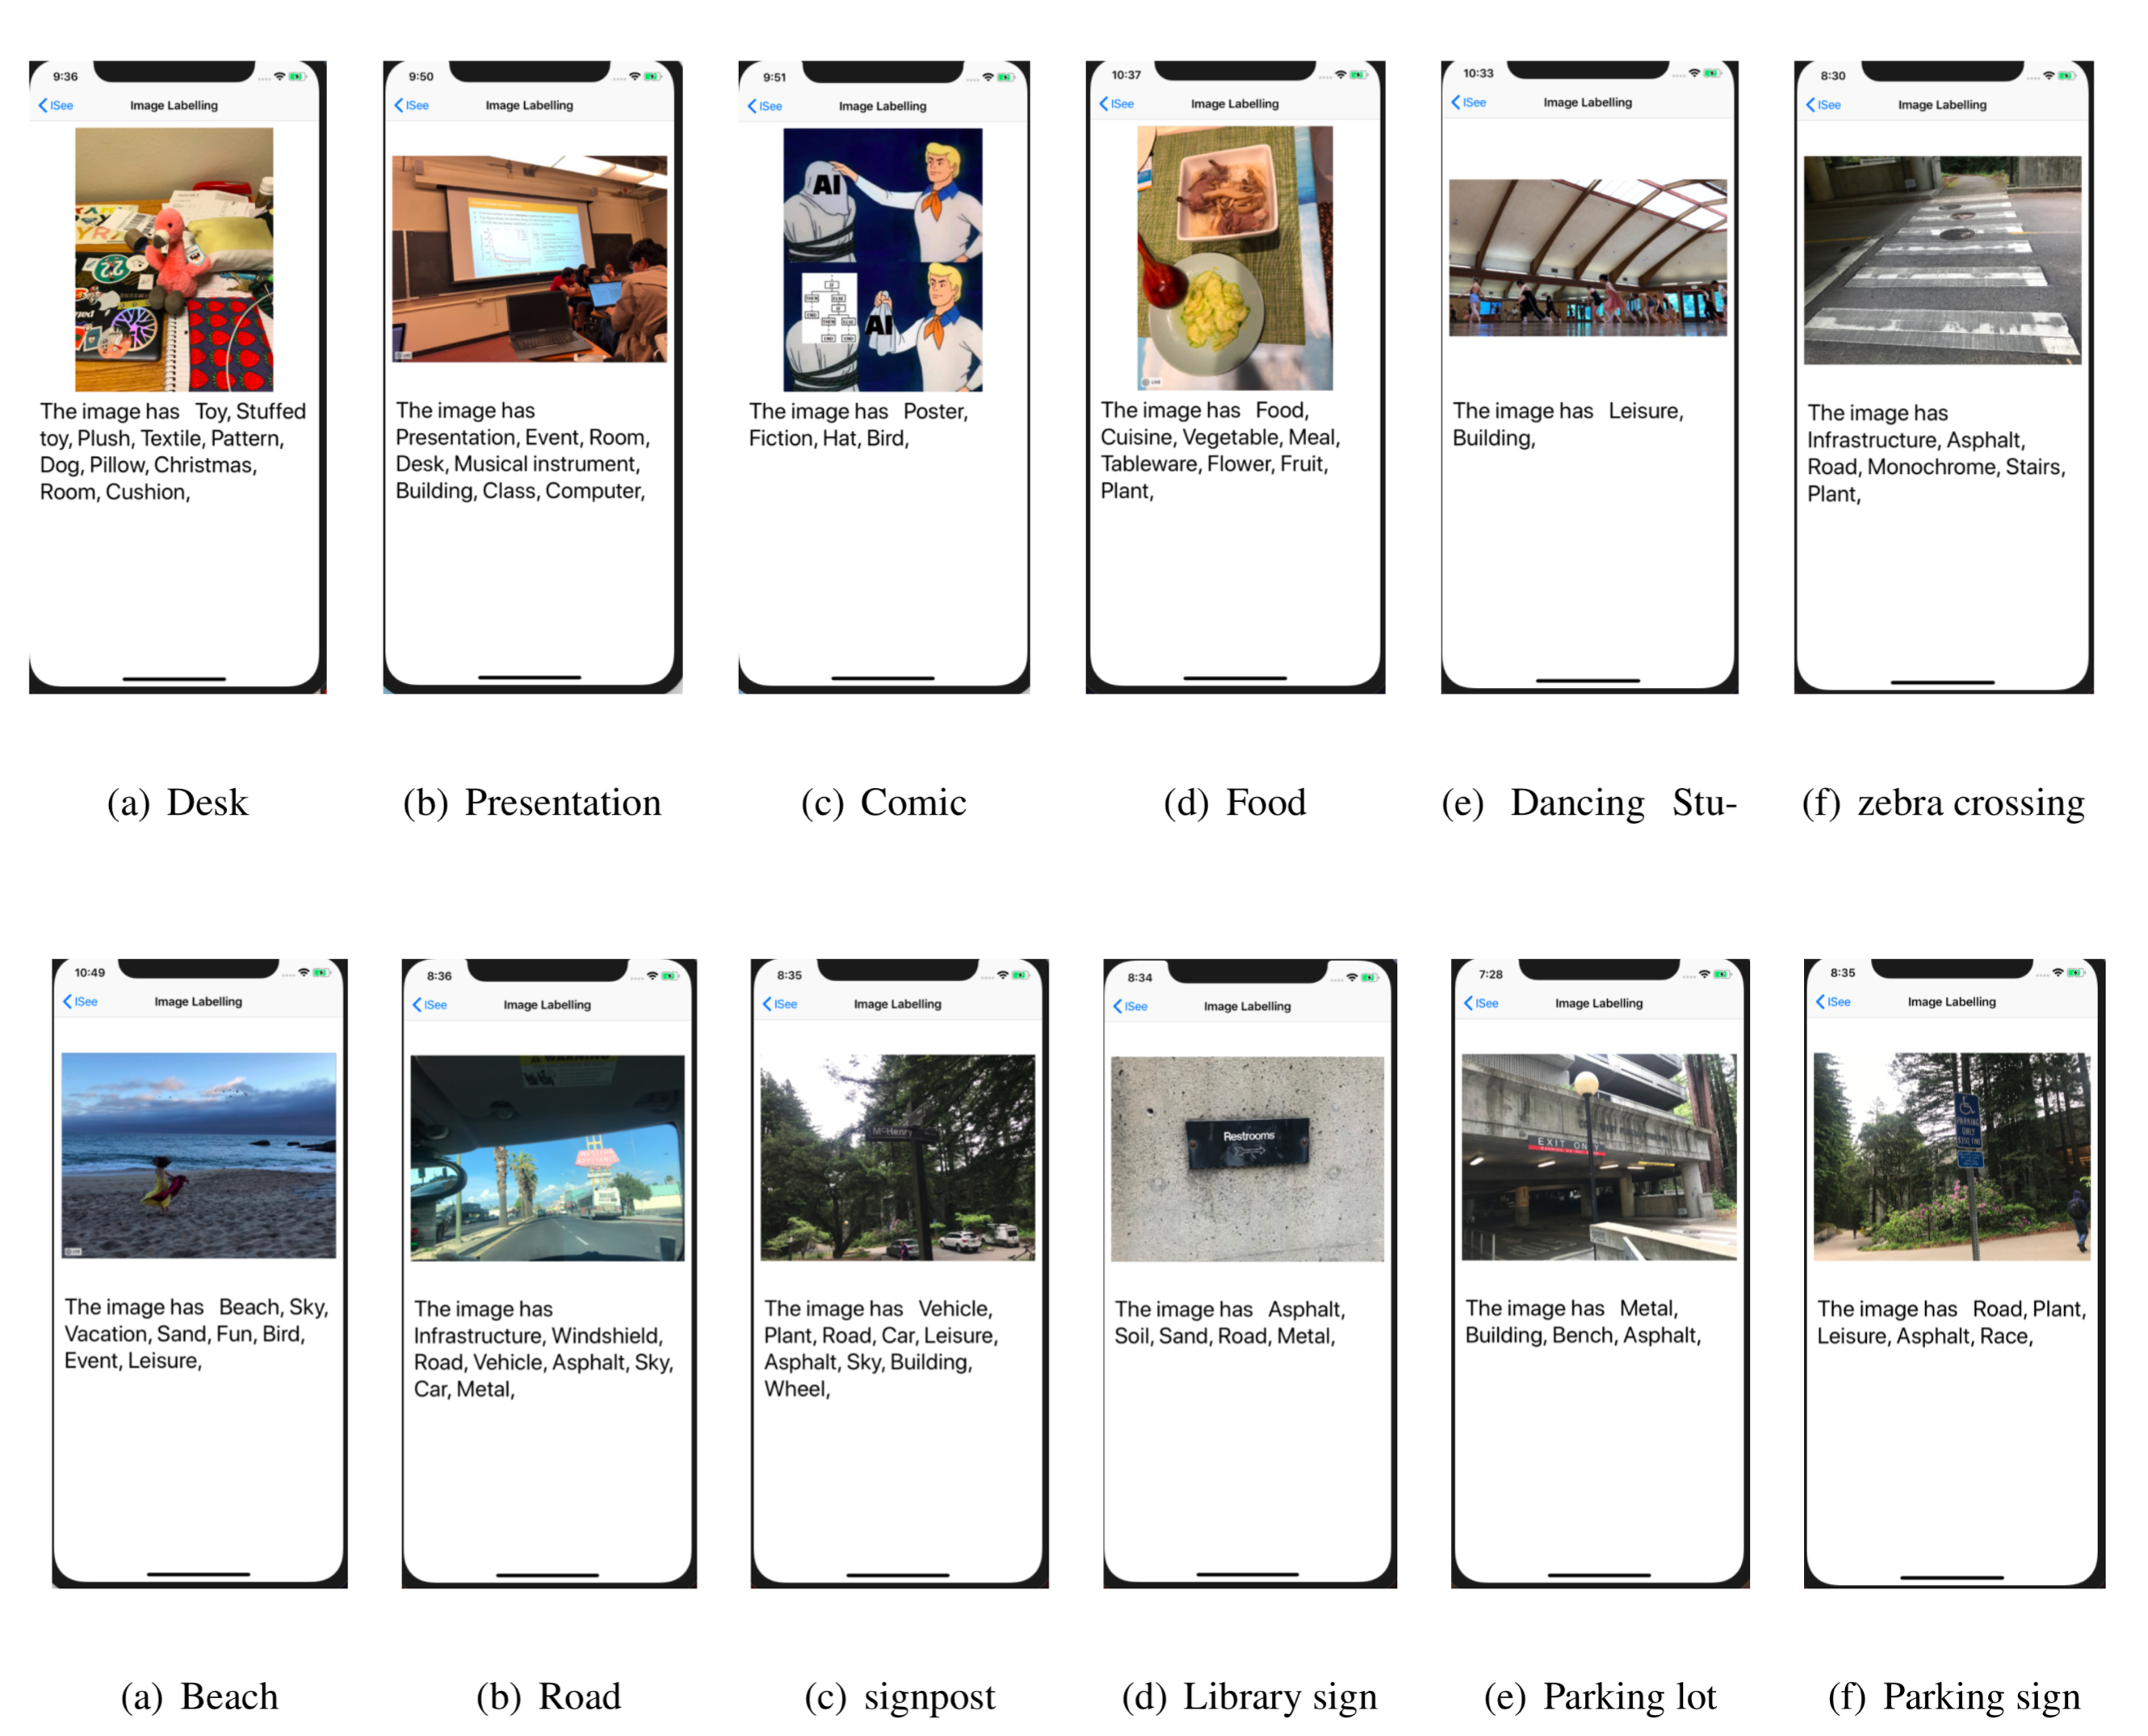 9:36
ISee
Image Labelling
The image has Toy, Stuffed
toy, Plush, Textile, Pattern,
Dog, Pillow, Christmas,
Room, Cushion,
(a) Desk
9:50
ISee
Image Labelling
The image has
Presentation, Event, Room,
Desk, Musical instrument,
Building, Class, Computer,
(b) Presentation
9:51
ISee
Image Labelling
AI
AI
The image has Poster,
Fiction, Hat, Bird,
(c) Comic
10:37
ISee
Image Labelling
The image has Food,
Cuisine, Vegetable, Meal,
Tableware, Flower, Fruit,
Plant,
(d) Food
10:33
ISee
Image Labelling
The image has Leisure,
Building,
(e) Dancing Stu-
8:30
ISee
Image Labelling
The image has
Infrastructure, Asphalt,
Road, Monochrome, Stairs,
Plant,
(f) zebra crossing
10:49
ISee
Image Labelling
The image has Beach, Sky,
Vacation, Sand, Fun, Bird,
Event, Leisure,
(a) Beach
8:36
ISee
Image Labelling
The image has
Infrastructure, Windshield,
Road, Vehicle, Asphalt, Sky,
Car, Metal,
(b) Road
8:35
ISee
Image Labelling
McHenry
The image has Vehicle,
Plant, Road, Car, Leisure,
Asphalt, Sky, Building,
Wheel,
(c) signpost
8:34
ISee
Image Labelling
Restrooms
The image has Asphalt,
Soil, Sand, Road, Metal,
(d) Library sign
7:28
ISee
Image Labelling
EXIT ONLY
The image has Metal,
Building, Bench, Asphalt,
(e) Parking lot
8:35
ISee
Image Labelling
PARKING
ONLY
The image has Road, Plant,
Leisure, Asphalt, Race,
(f) Parking sign